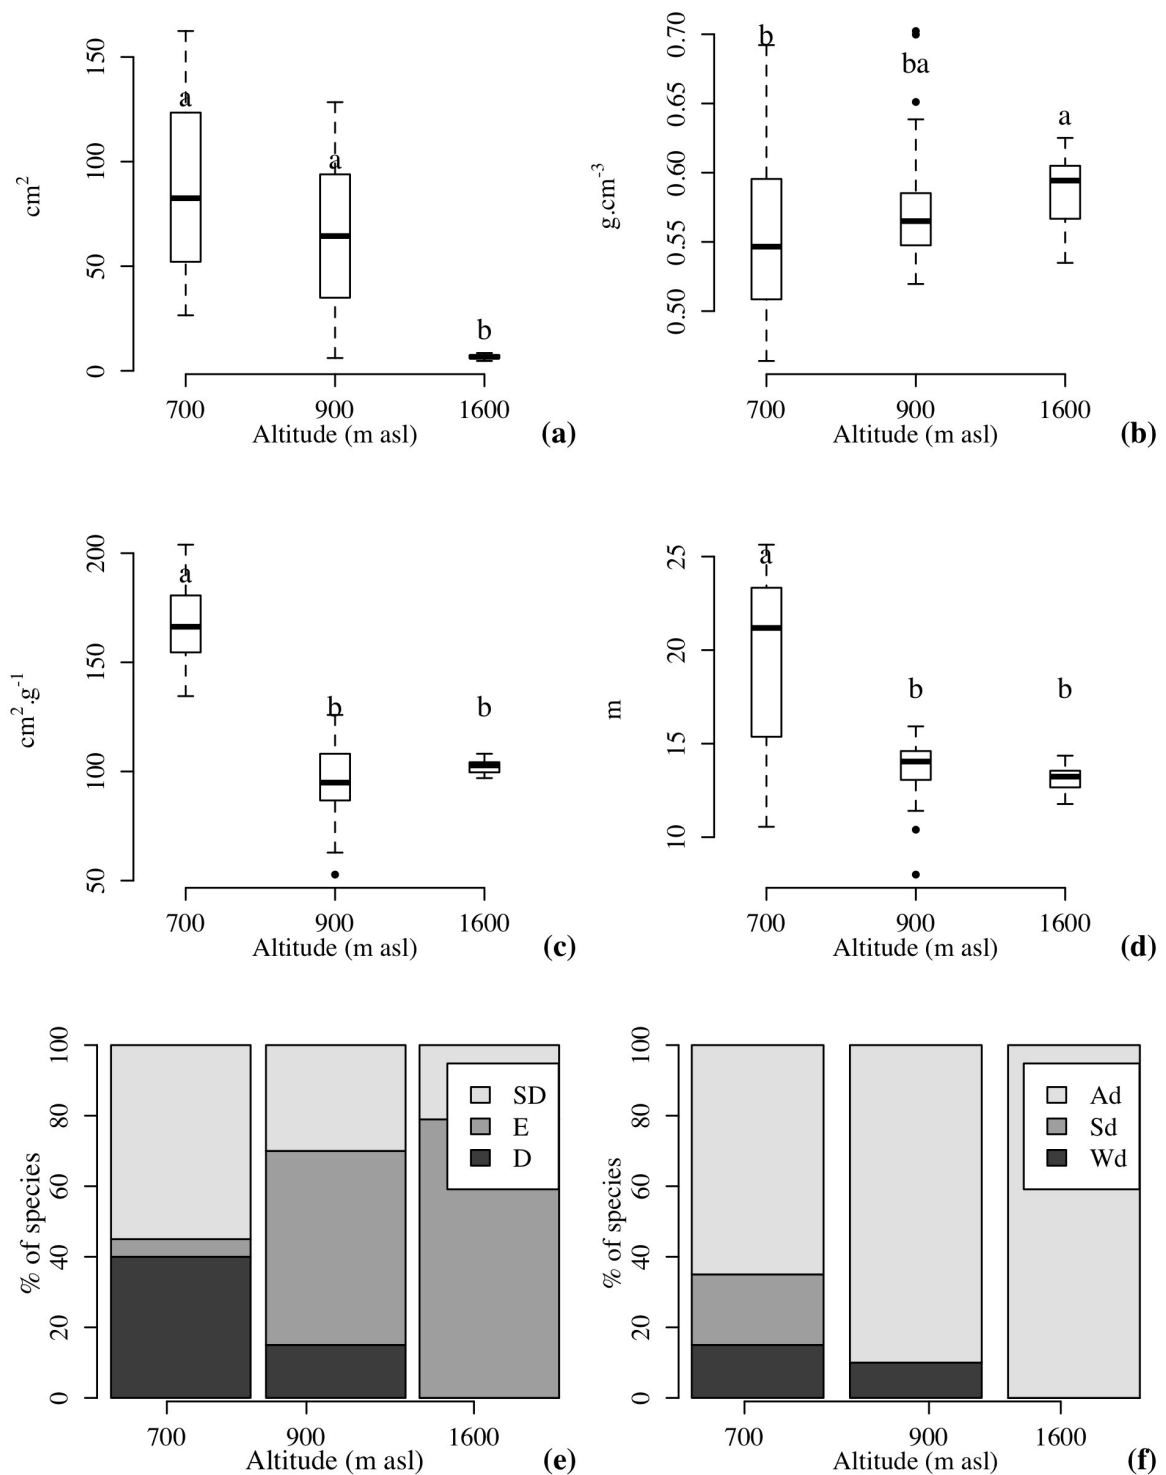 150
100
50
0
cm²
a
a
b
700
900
1600
Altitude (m asl)
(a)
0.70
0.65
0.60
0.55
0.50
g.cm⁻³
b
ba
a
700
900
1600
Altitude (m asl)
(b)
200
150
100
50
cm².g⁻¹
a
b
b
700
900
1600
Altitude (m asl)
(c)
25
20
15
10
m
a
b
b
700
900
1600
Altitude (m asl)
(d)
100
80
60
40
20
0
% of species
SD
E
D
700
900
1600
Altitude (m asl)
(e)
100
80
60
40
20
0
% of species
Ad
Sd
Wd
700
900
1600
Altitude (m asl)
(f)